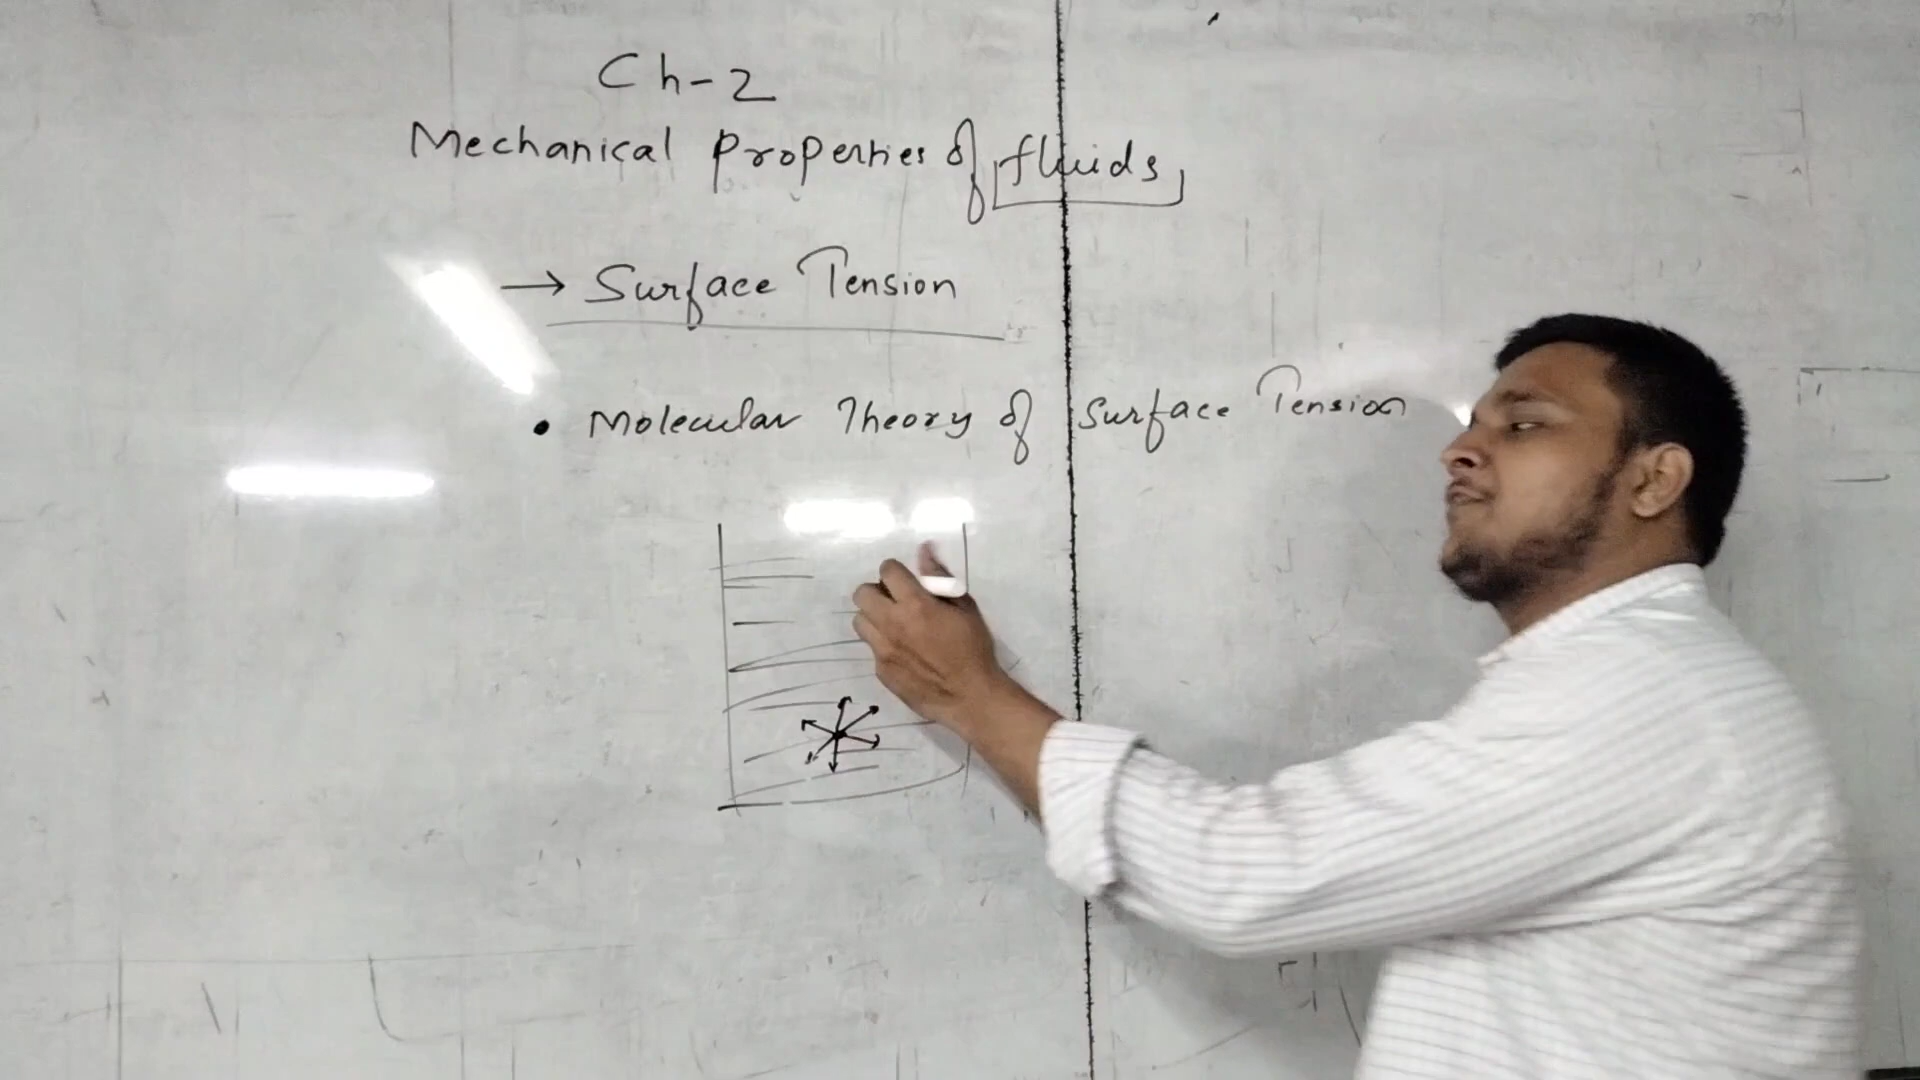 Ch-2
Mechanical Properties of fluids
→ Surface Tension
• Molecular Theory of Surface Tension